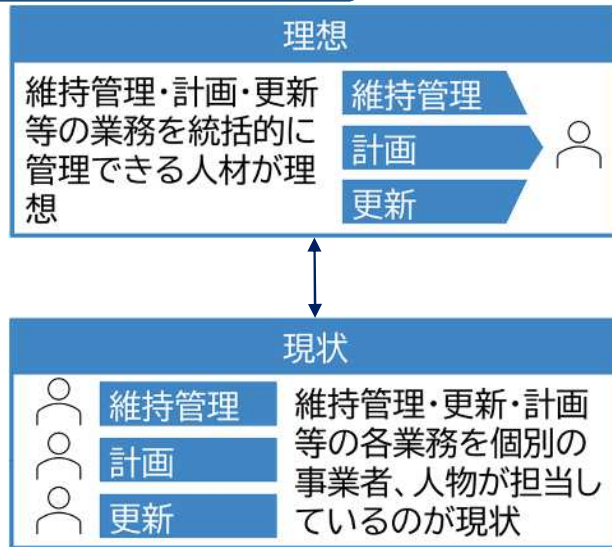 理想
維持管理・計画・更新
等の業務を統括的に
管理できる人材が理
想
維持管理
計画
更新
現状
維持管理
計画
更新
維持管理・更新・計画
等の各業務を個別の
事業者、人物が担当し
ているのが現状